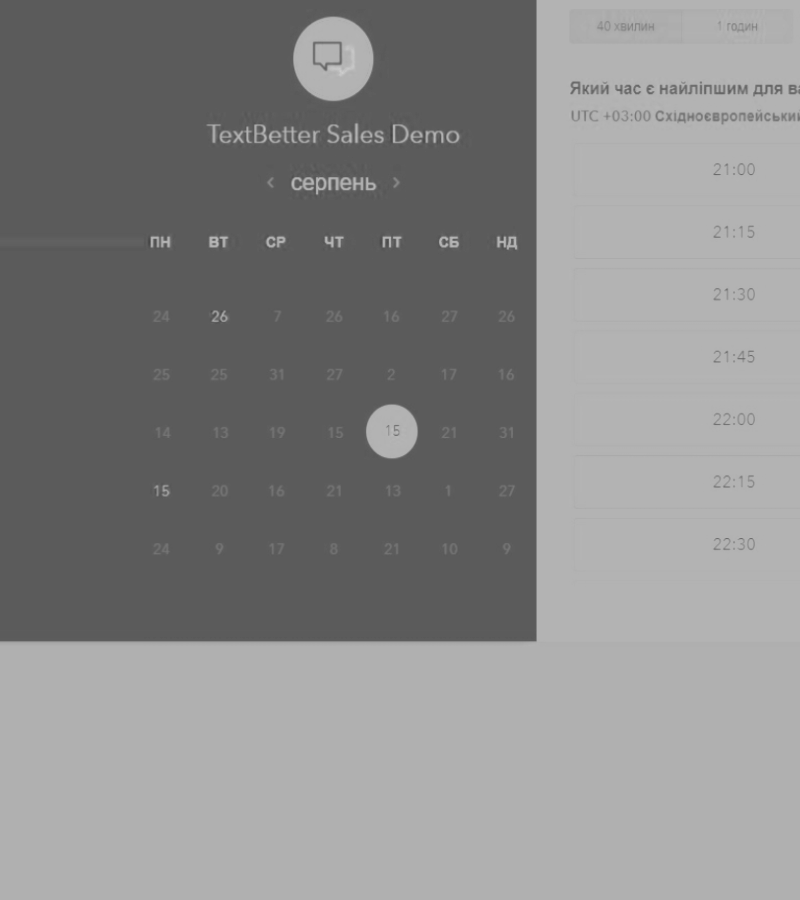 TextBetter Sales Demo
серпень
ПН ВТ СР ЧТ ПТ СБ НД
24 26 7 26 16 27 26
25 25 31 27 2 17 16
14 13 19 15 15 21 31
15 20 16 21 13 1 27
24 9 17 8 21 10 9
40 хвилин 1 годин
Який час є найліпшим для ва
UTC +03:00 Східноєвропейський
21:00
21:15
21:30
21:45
22:00
22:15
22:30